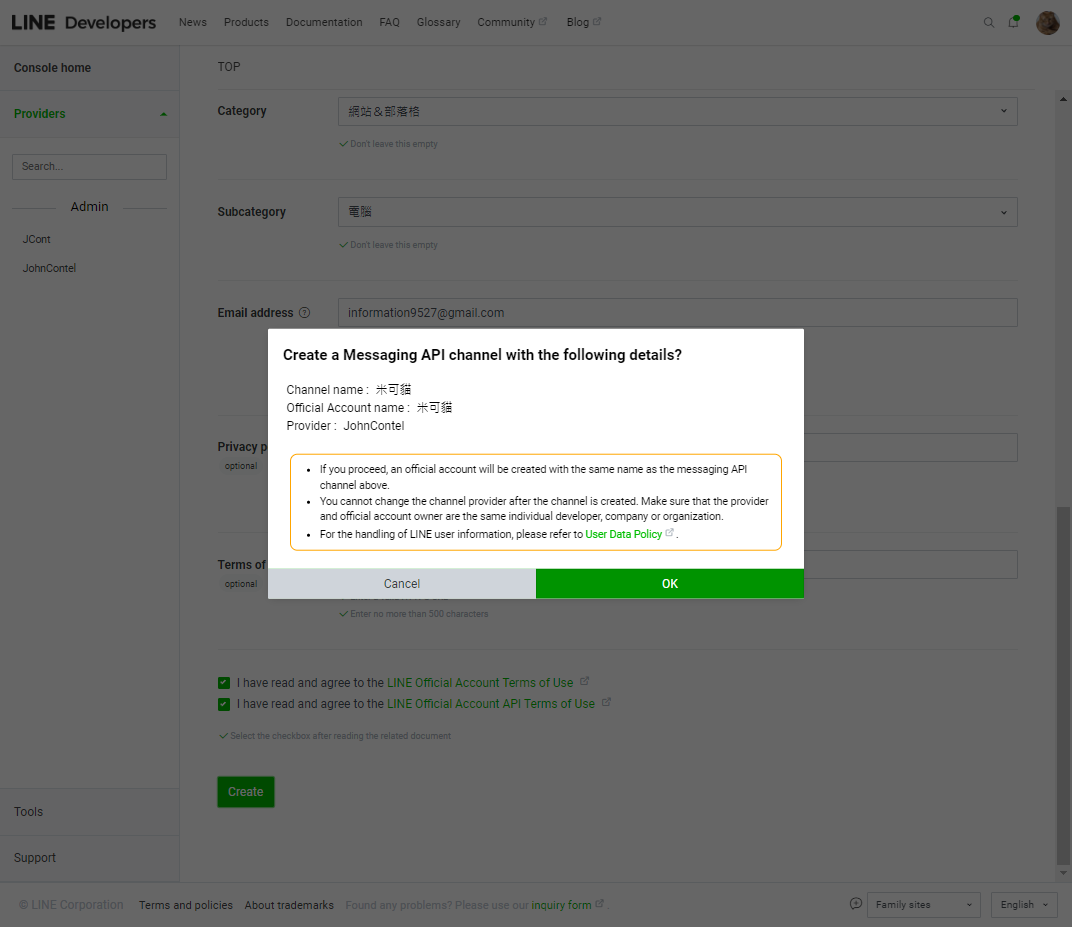 LINE Developers News Products Documentation FAQ Glossary Community Blog
Console home
TOP
Providers
Category 網站&部落格
Don't leave this empty
Search...
Admin
Subcategory 電腦
JCont
Don't leave this empty
JohnContel
Email address information9527@gmail.com
Create a Messaging API channel with the following details?
Channel name : 米可貓
Official Account name : 米可貓
Provider : JohnContel
Privacy p
optional
If you proceed, an official account will be created with the same name as the messaging API
channel above.
You cannot change the channel provider after the channel is created. Make sure that the provider
and official account owner are the same individual developer, company or organization.
For the handling of LINE user information, please refer to User Data Policy .
Terms of
optional
Cancel OK
Enter no more than 500 characters
I have read and agree to the LINE Official Account Terms of Use
I have read and agree to the LINE Official Account API Terms of Use
Select the checkbox after reading the related document
Create
Tools
Support
© LINE Corporation Terms and policies About trademarks Found any problems? Please use our inquiry form . Family sites English